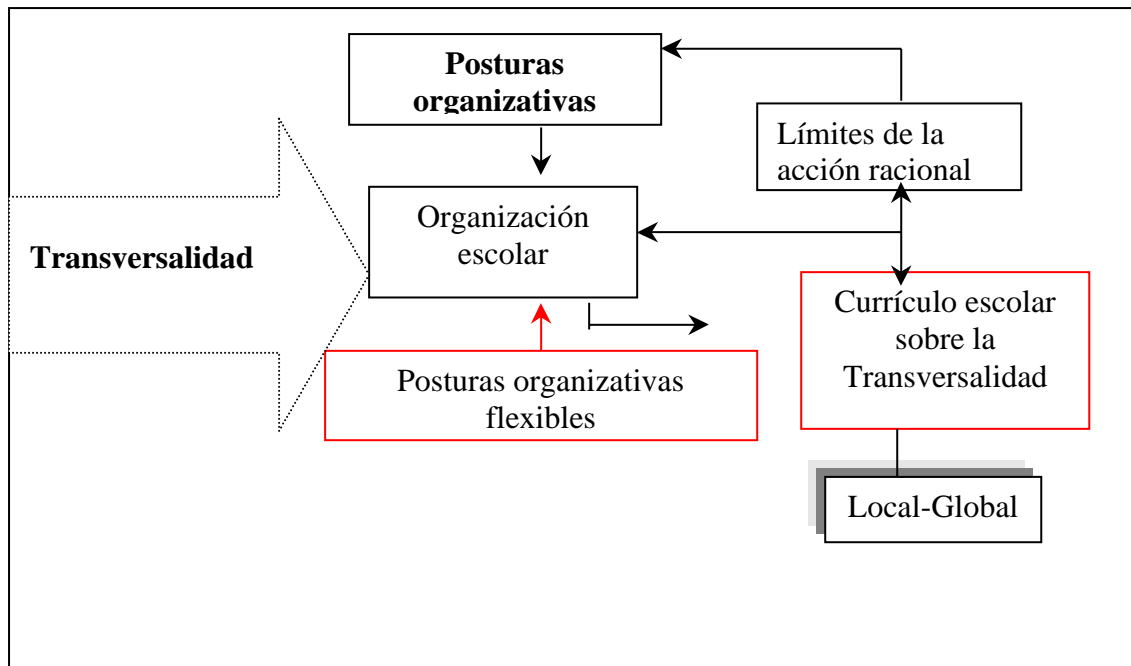 Posturas
organizativas
Límites de la
acción racional
Organización
escolar
Transversalidad
Currículo escolar
sobre la
Transversalidad
Posturas organizativas
flexibles
Local-Global